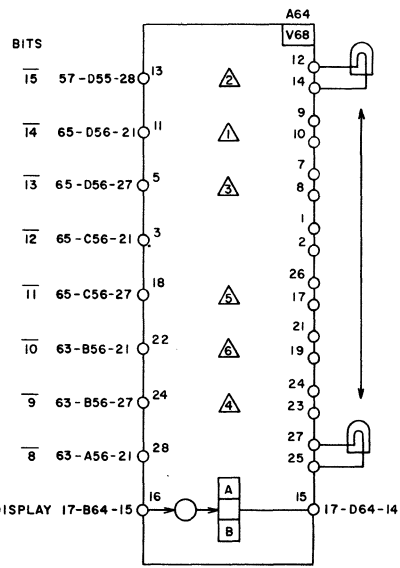 A64
BITS
V68
12
15 57-D55-28 13 2
14
14 65-D56-21 11 1
9
10
13 65-D56-27 5 3
7
8
12 65-C56-21 3
1
2
11 65-C56-27 18 5
26
17
10 63-B56-21 22 6
21
19
9 63-B56-27 24 4
24
23
8 63-A56-21 28
27
25
A
ISPLAY 17-B64-15 16 15 17-D64-14
B